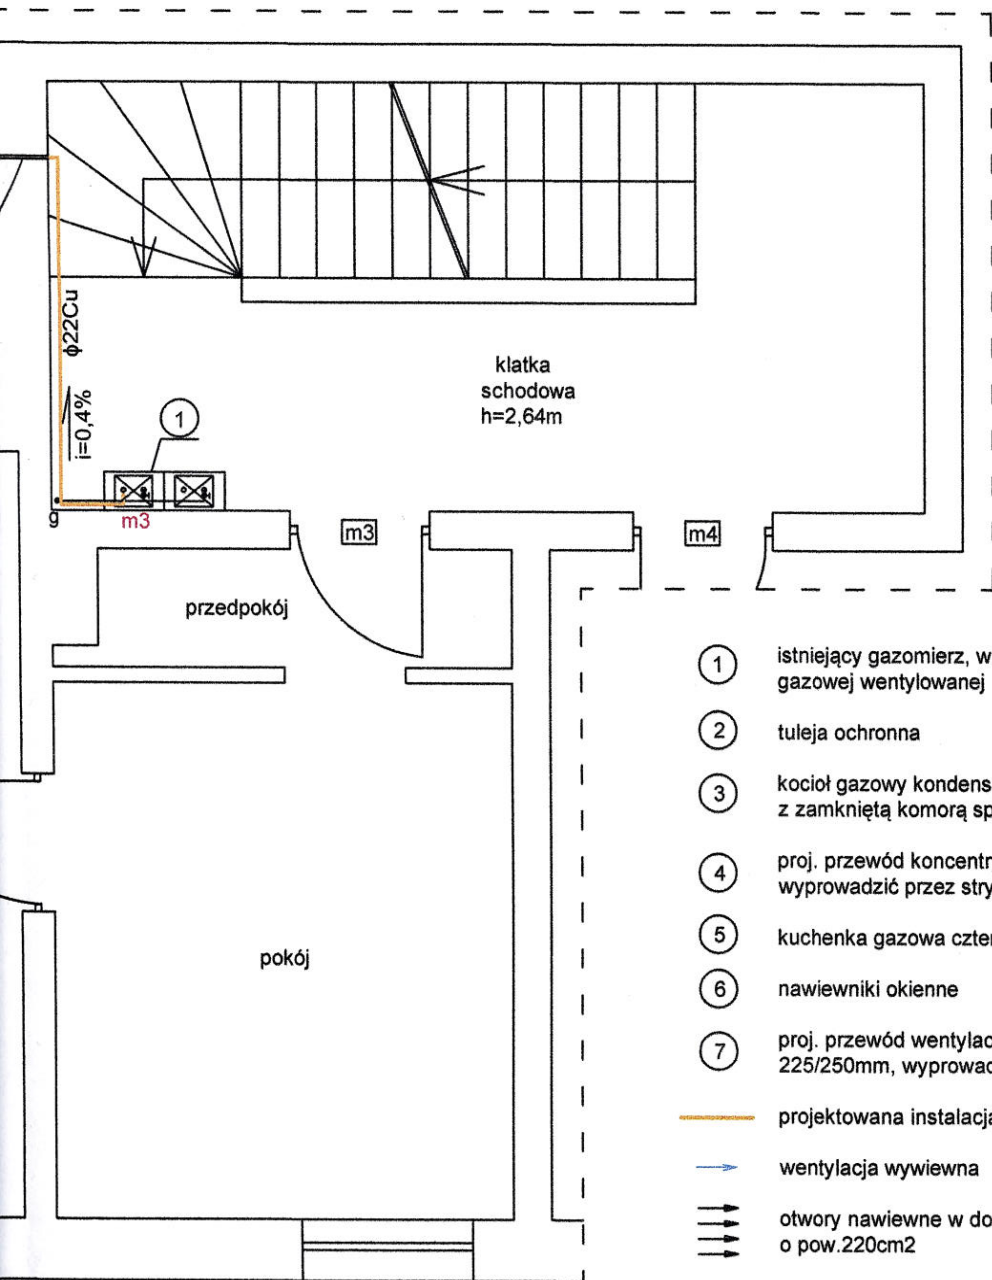 klatka
schodowa
h=2,64m
ϕ22Cu
i=0,4%
1
g
m3
m3
m4
przedpokój
pokój
1 istniejący gazomierz, w
gazowej wentylowanej
2 tuleja ochronna
3 kocioł gazowy kondens
z zamkniętą komorą sp
4 proj. przewód koncentr
wyprowadzić przez stry
5 kuchenka gazowa czter
6 nawiewniki okienne
7 proj. przewód wentylac
225/250mm, wyprowad
projektowana instalacja
wentylacja wywiewna
otwory nawiewne w do
o pow.220cm2